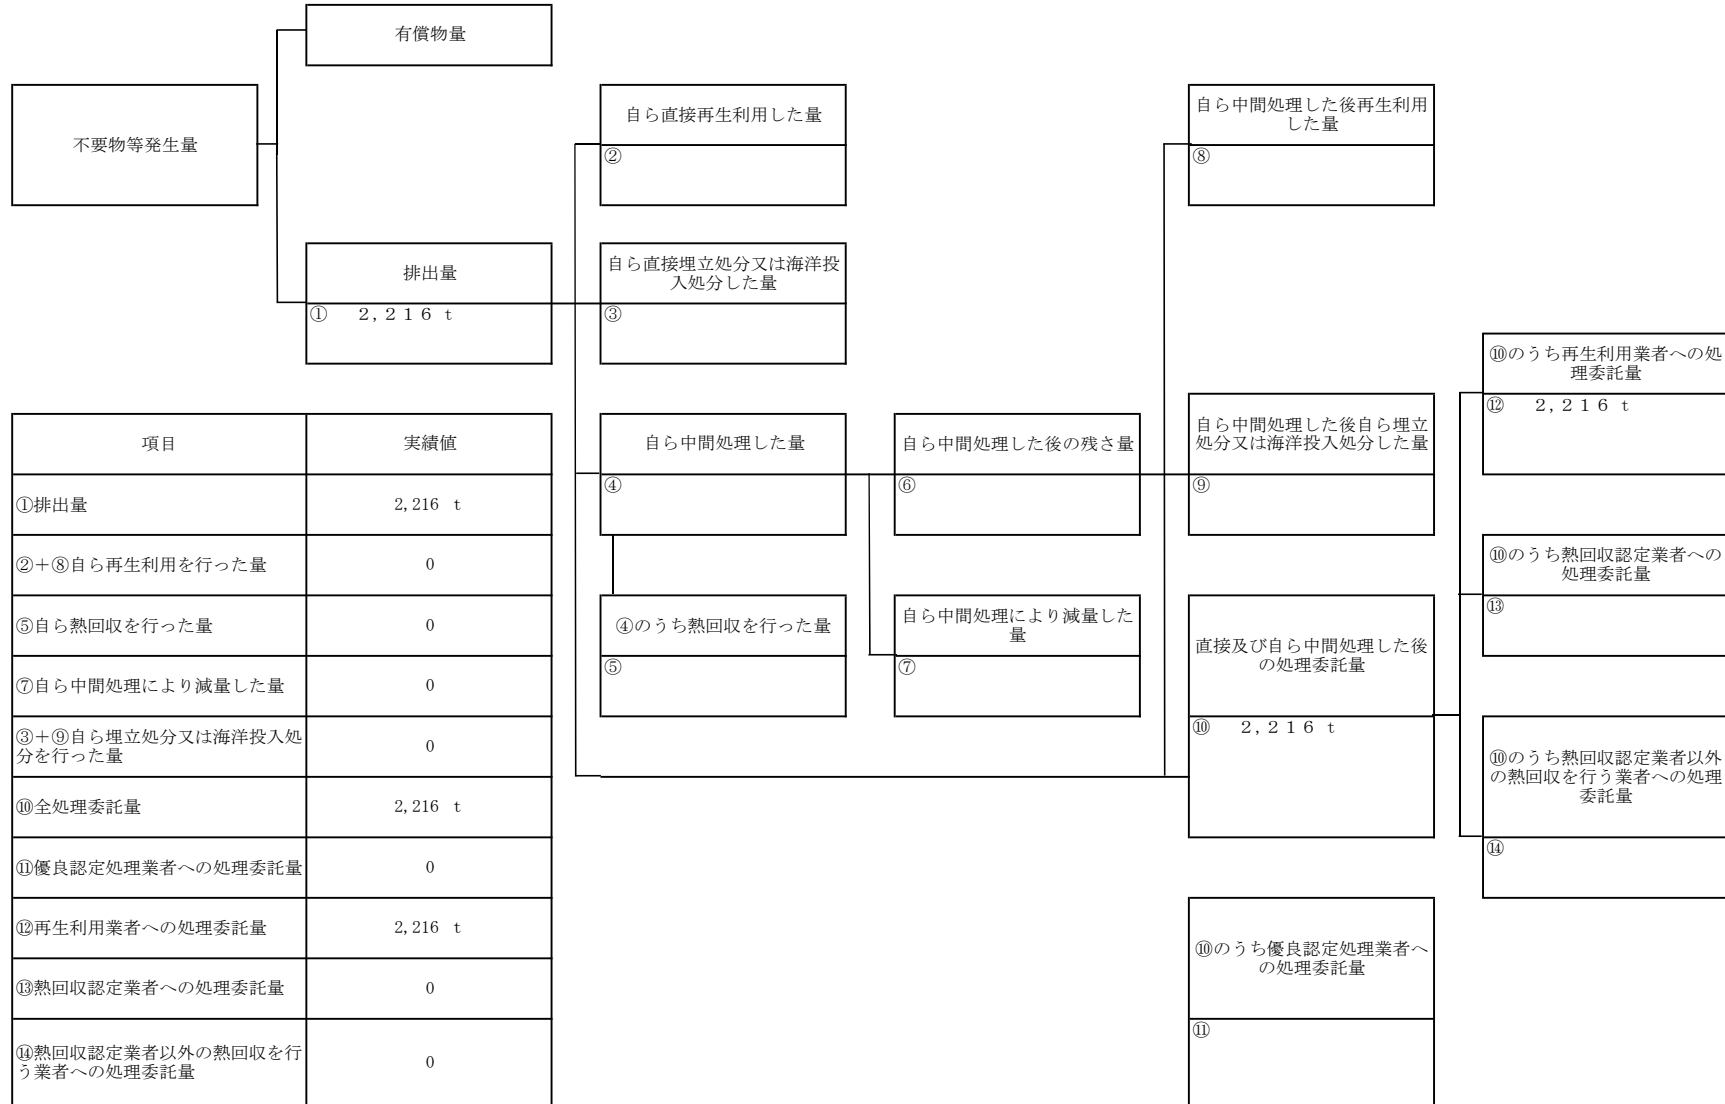 有償物量
不要物等発生量
自ら直接再生利用した量
②
自ら中間処理した後再生利用
した量
⑧
排出量
① ２,２１６ t
自ら直接埋立処分又は海洋投
入処分した量
③
⑩のうち再生利用業者への処
理委託量
⑫ ２,２１６ t
自ら中間処理した量
④
自ら中間処理した後の残さ量
⑥
自ら中間処理した後自ら埋立
処分又は海洋投入処分した量
⑨
⑩のうち熱回収認定業者への
処理委託量
⑬
④のうち熱回収を行った量
⑤
自ら中間処理により減量した
量
⑦
直接及び自ら中間処理した後
の処理委託量
⑩ ２,２１６ t
⑩のうち熱回収認定業者以外
の熱回収を行う業者への処理
委託量
⑭
⑩のうち優良認定処理業者へ
の処理委託量
⑪
項目 実績値
①排出量 2,216 t
②＋⑧自ら再生利用を行った量 0
⑤自ら熱回収を行った量 0
⑦自ら中間処理により減量した量 0
③＋⑨自ら埋立処分又は海洋投入処
分を行った量 0
⑩全処理委託量 2,216 t
⑪優良認定処理業者への処理委託量 0
⑫再生利用業者への処理委託量 2,216 t
⑬熱回収認定業者への処理委託量 0
⑭熱回収認定業者以外の熱回収を行
う業者への処理委託量 0